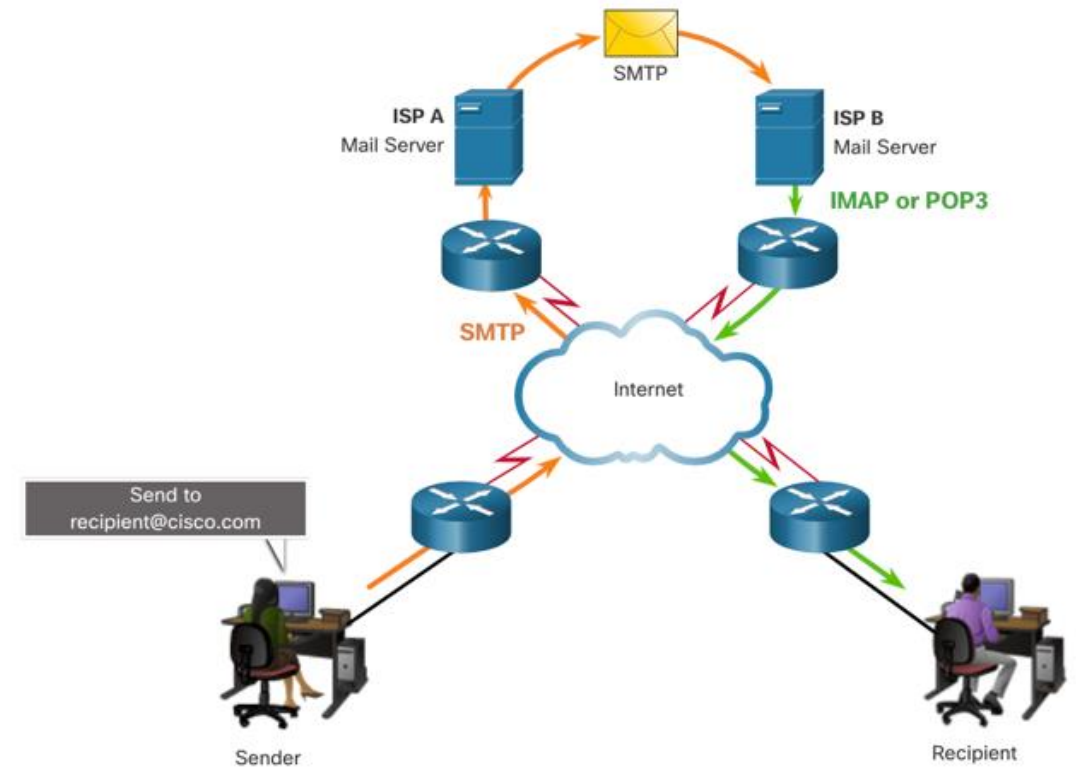 SMTP
ISP A
Mail Server
ISP B
Mail Server
IMAP or POP3
SMTP
Internet
Send to
recipient@cisco.com
Sender
Recipient